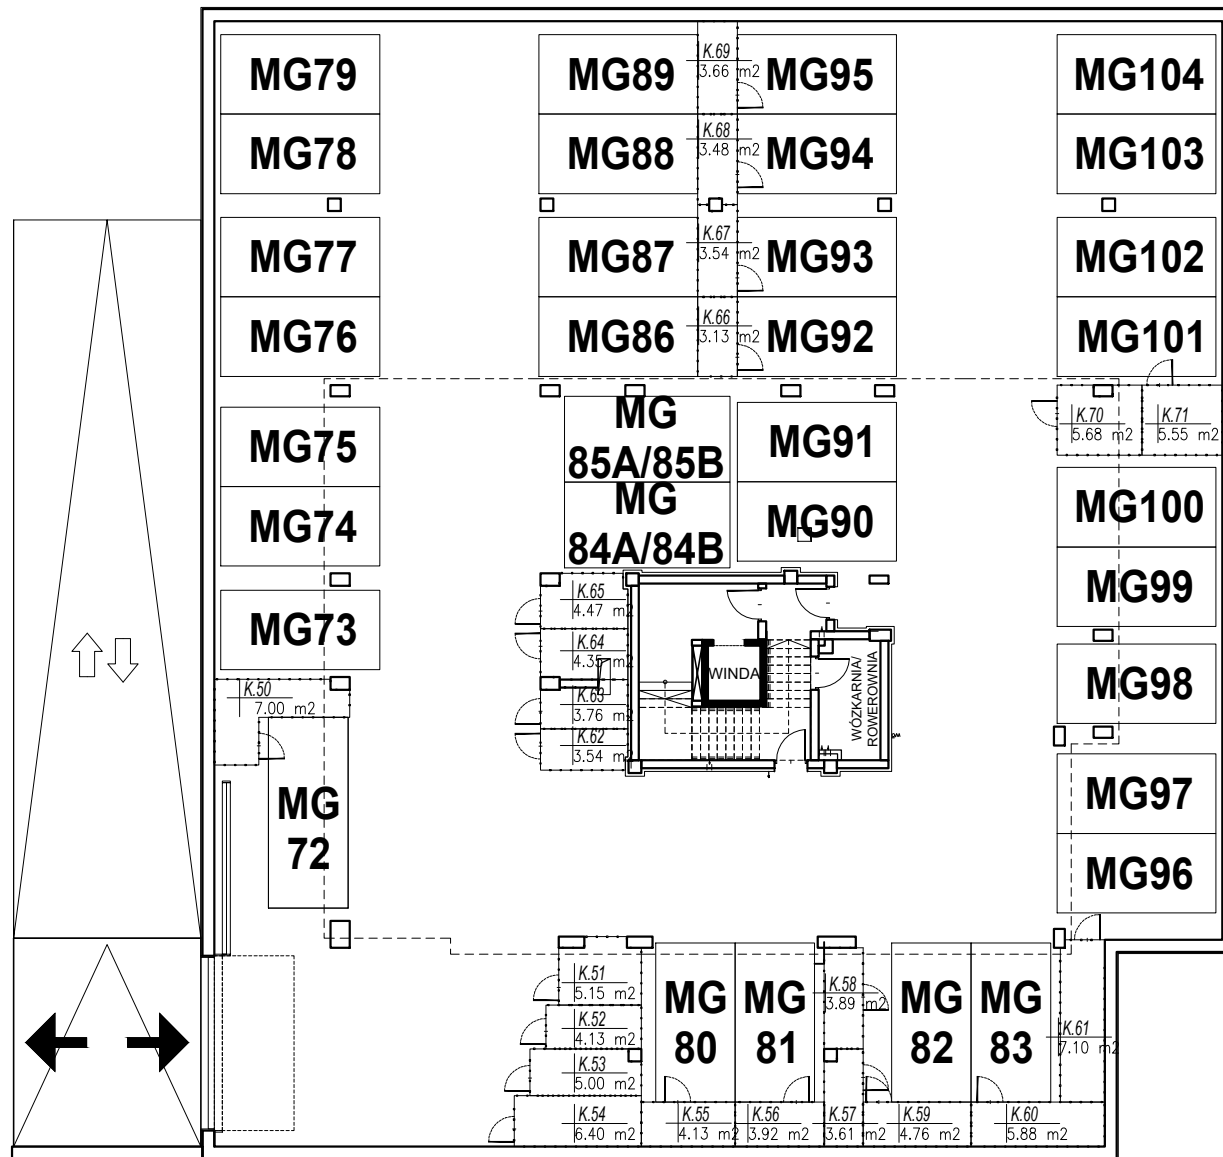 MG79
MG89
K.69
3.66 m2
MG95
MG104
MG78
MG88
K.68
3.48 m2
MG94
MG103
MG77
MG87
K.67
3.54 m2
MG93
MG102
MG76
MG86
K.66
3.13 m2
MG92
MG101
MG75
MG
85A/85B
MG91
K.70
5.68 m2
K.71
5.55 m2
MG74
MG
84A/84B
MG90
MG100
MG99
MG73
K.65
4.47 m2
K.64
4.35 m2
K.63
3.76 m2
K.62
3.54 m2
WINDA
WÓZKARNIA/
ROWEROWNIA
MG98
K.50
7.00 m2
MG
72
MG97
MG96
K.51
5.15 m2
K.52
4.13 m2
K.53
5.00 m2
K.54
6.40 m2
MG
80
MG
81
K.58
3.89 m2
MG
82
MG
83
K.61
7.10 m2
K.55
4.13 m2
K.56
3.92 m2
K.57
3.61 m2
K.59
4.76 m2
K.60
5.88 m2